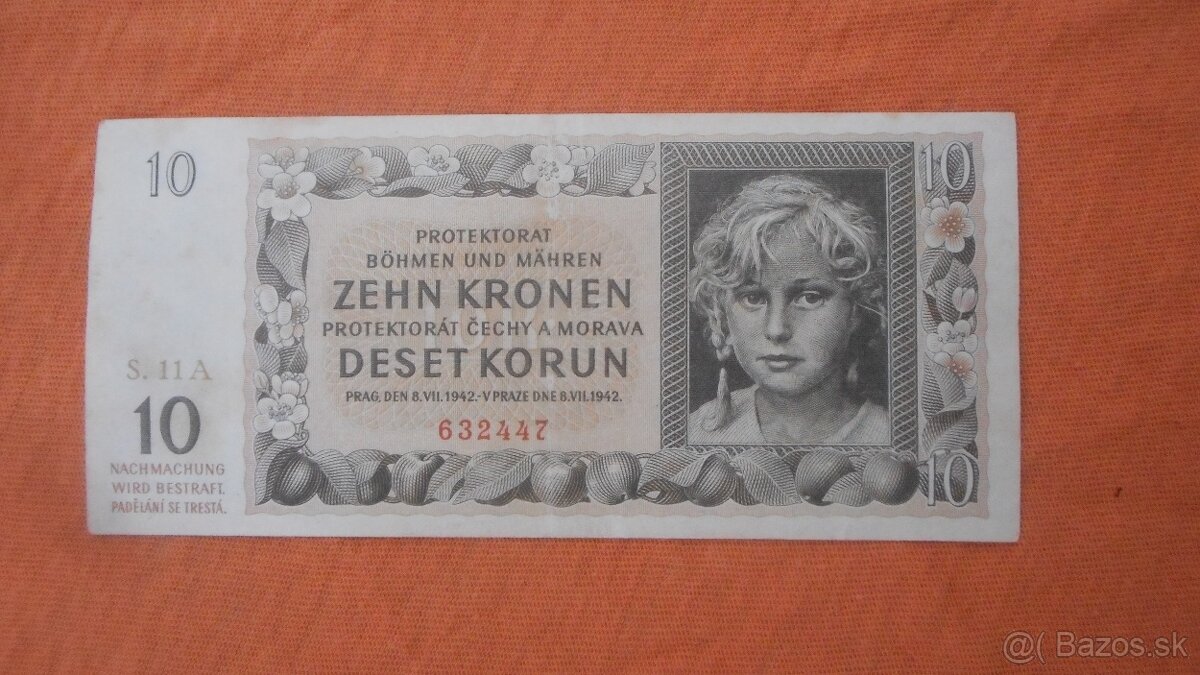 10
10
PROTEKTORAT
BÖHMEN UND MÄHREN
ZEHN KRONEN
PROTEKTORÁT ČECHY A MORAVA
DESET KORUN
PRAG, DEN 8.VII.1942.-V PRAZE DNE 8.VII.1942.
632447
S. 11 A
10
NACHMACHUNG
WIRD BESTRAFT.
PADĚLÁNÍ SE TRESTÁ.
10
@( Bazos.sk